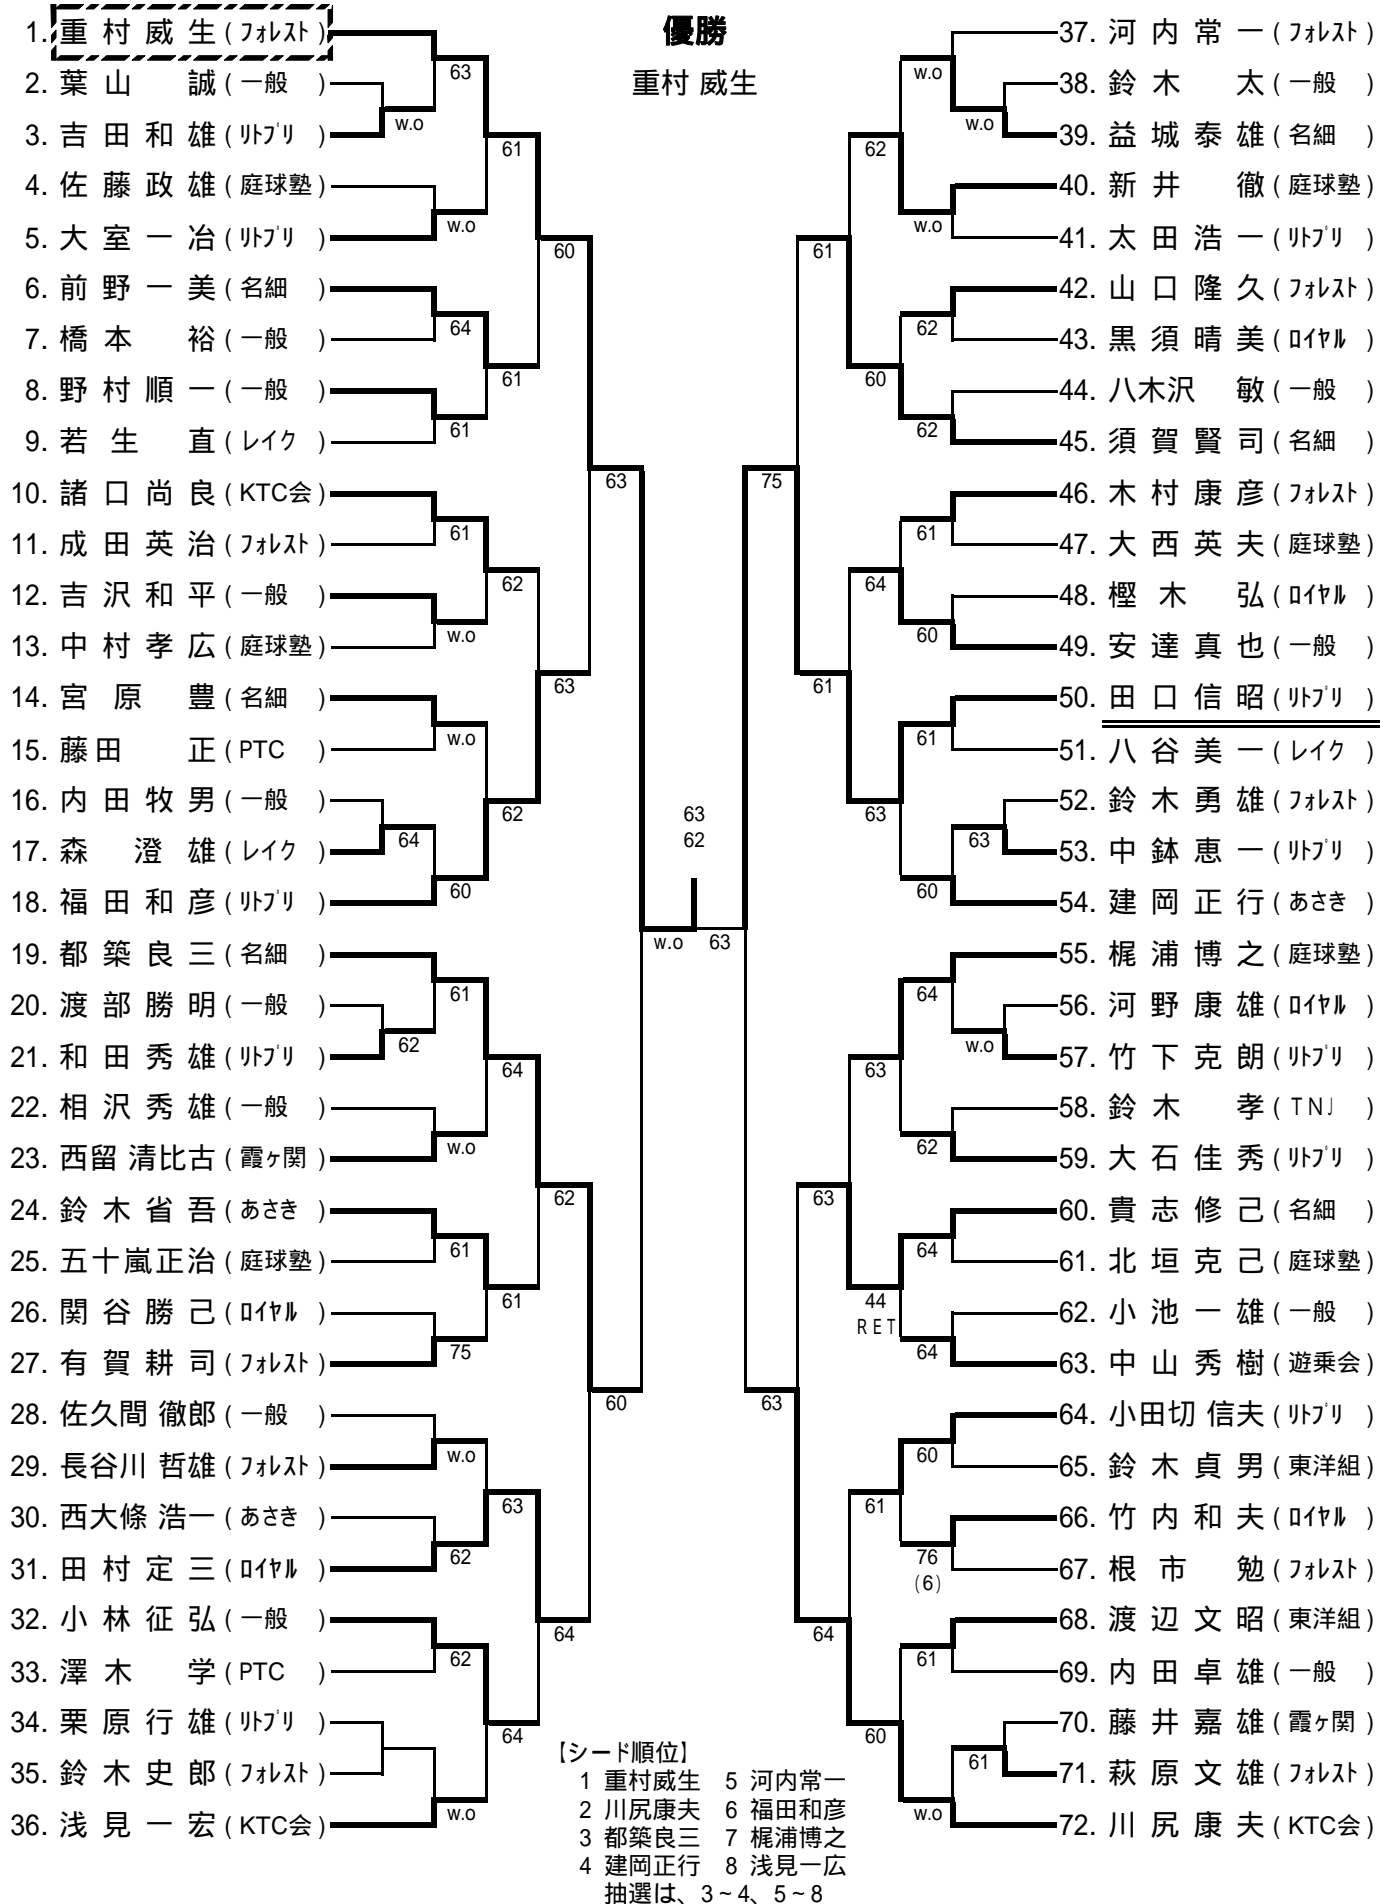 優勝
重村 威生
1. 重村威生(フォレスト)
2. 葉山 誠(一般)
3. 吉田和雄(リトプリ)
4. 佐藤政雄(庭球塾)
5. 大室一冶(リトプリ)
6. 前野一美(名細)
7. 橋本 裕(一般)
8. 野村順一(一般)
9. 若生 直(レイク)
10. 諸口尚良(KTC会)
11. 成田英治(フォレスト)
12. 吉沢和平(一般)
13. 中村孝広(庭球塾)
14. 宮原 豊(名細)
15. 藤田 正(PTC)
16. 内田牧男(一般)
17. 森 澄雄(レイク)
18. 福田和彦(リトプリ)
19. 都築良三(名細)
20. 渡部勝明(一般)
21. 和田秀雄(リトプリ)
22. 相沢秀雄(一般)
23. 西留 清比古(霞ヶ関)
24. 鈴木省吾(あさき)
25. 五十嵐正治(庭球塾)
26. 関谷勝己(ロイヤル)
27. 有賀耕司(フォレスト)
28. 佐久間 徹郎(一般)
29. 長谷川 哲雄(フォレスト)
30. 西大條 浩一(あさき)
31. 田村定三(ロイヤル)
32. 小林征弘(一般)
33. 澤木 学(PTC)
34. 栗原行雄(リトプリ)
35. 鈴木史郎(フォレスト)
36. 浅見一宏(KTC会)
w.o
64
62
63
w.o
64
61
61
w.o
w.o
60
61
w.o
61
75
w.o
62
62
w.o
61
61
62
62
64
61
63
64
60
63
62
64
63
60
w.o
63
62
63
75
63
61
61
63
64
62
60
64
63
63
44
RET
61
60
w.o
w.o
62
62
61
60
61
60
64
62
64
64
60
76
(6)
61
w.o
w.o
63
w.o
61
37. 河内常一(フォレスト)
38. 鈴木 太(一般)
39. 益城泰雄(名細)
40. 新井 徹(庭球塾)
41. 太田浩一(リトプリ)
42. 山口隆久(フォレスト)
43. 黒須晴美(ロイヤル)
44. 八木沢 敏(一般)
45. 須賀賢司(名細)
46. 木村康彦(フォレスト)
47. 大西英夫(庭球塾)
48. 樫木 弘(ロイヤル)
49. 安達真也(一般)
50. 田口信昭(リトプリ)
51. 八谷美一(レイク)
52. 鈴木勇雄(フォレスト)
53. 中鉢恵一(リトプリ)
54. 建岡正行(あさき)
55. 梶浦博之(庭球塾)
56. 河野康雄(ロイヤル)
57. 竹下克朗(リトプリ)
58. 鈴木 孝(TNJ)
59. 大石佳秀(リトプリ)
60. 貴志修己(名細)
61. 北垣克己(庭球塾)
62. 小池一雄(一般)
63. 中山秀樹(遊乗会)
64. 小田切 信夫(リトプリ)
65. 鈴木貞男(東洋組)
66. 竹内和夫(ロイヤル)
67. 根市 勉(フォレスト)
68. 渡辺文昭(東洋組)
69. 内田卓雄(一般)
70. 藤井嘉雄(霞ヶ関)
71. 萩原文雄(フォレスト)
72. 川尻康夫(KTC会)
【シード順位】
1 重村威生 5 河内常一
2 川尻康夫 6 福田和彦
3 都築良三 7 梶浦博之
4 建岡正行 8 浅見一広
抽選は、3~4、5~8